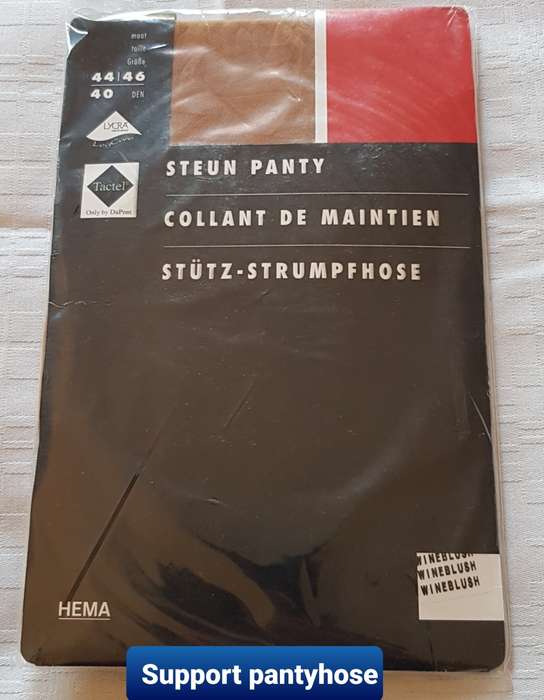 maat
taille
Größe
44|46
40 DEN
LYCRA
Tactel
Only by DuPont
STEUN PANTY
COLLANT DE MAINTIEN
STÜTZ-STRUMPFHOSE
WINEBLUSH
WINEBLUSH
WINEBLUSH
HEMA
Support pantyhose